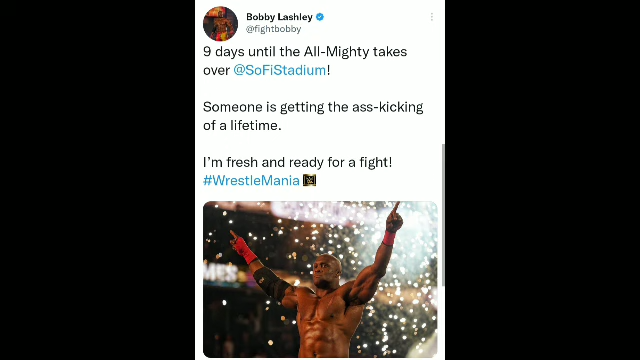 Bobby Lashley
@fightbobby
9 days until the All-Mighty takes
over @SoFiStadium!
Someone is getting the ass-kicking
of a lifetime.
I'm fresh and ready for a fight!
#WrestleMania